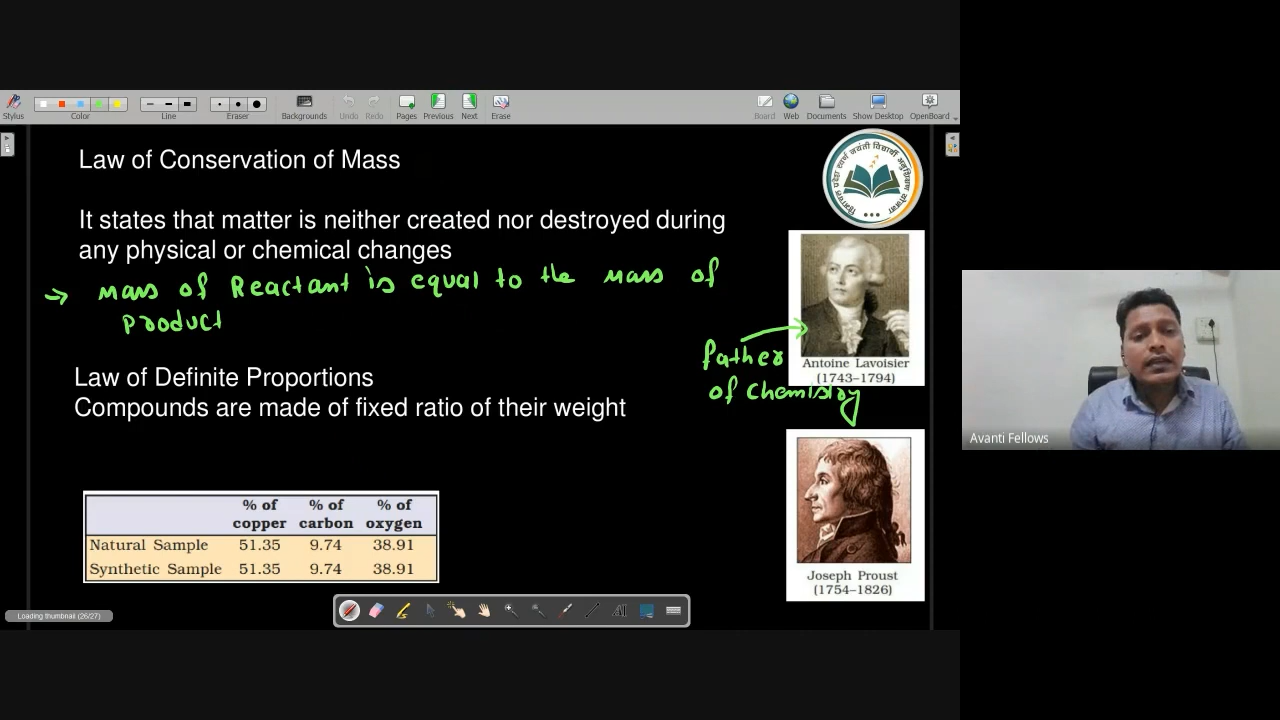 Stylus
Color
Line
Eraser
Backgrounds
Undo
Redo
Pages
Previous
Next
Erase
Board
Web
Documents
Show Desktop
OpenBoard
Law of Conservation of Mass
It states that matter is neither created nor destroyed during
any physical or chemical changes
→ mass of Reactant is equal to the mass of
product
father
of chemistry
Antoine Lavoisier
(1743–1794)
Law of Definite Proportions
Compounds are made of fixed ratio of their weight
Avanti Fellows
% of copper % of carbon % of oxygen
Natural Sample 51.35 9.74 38.91
Synthetic Sample 51.35 9.74 38.91
Joseph Proust
(1754–1826)
Loading thumbnail (26/27)
AI